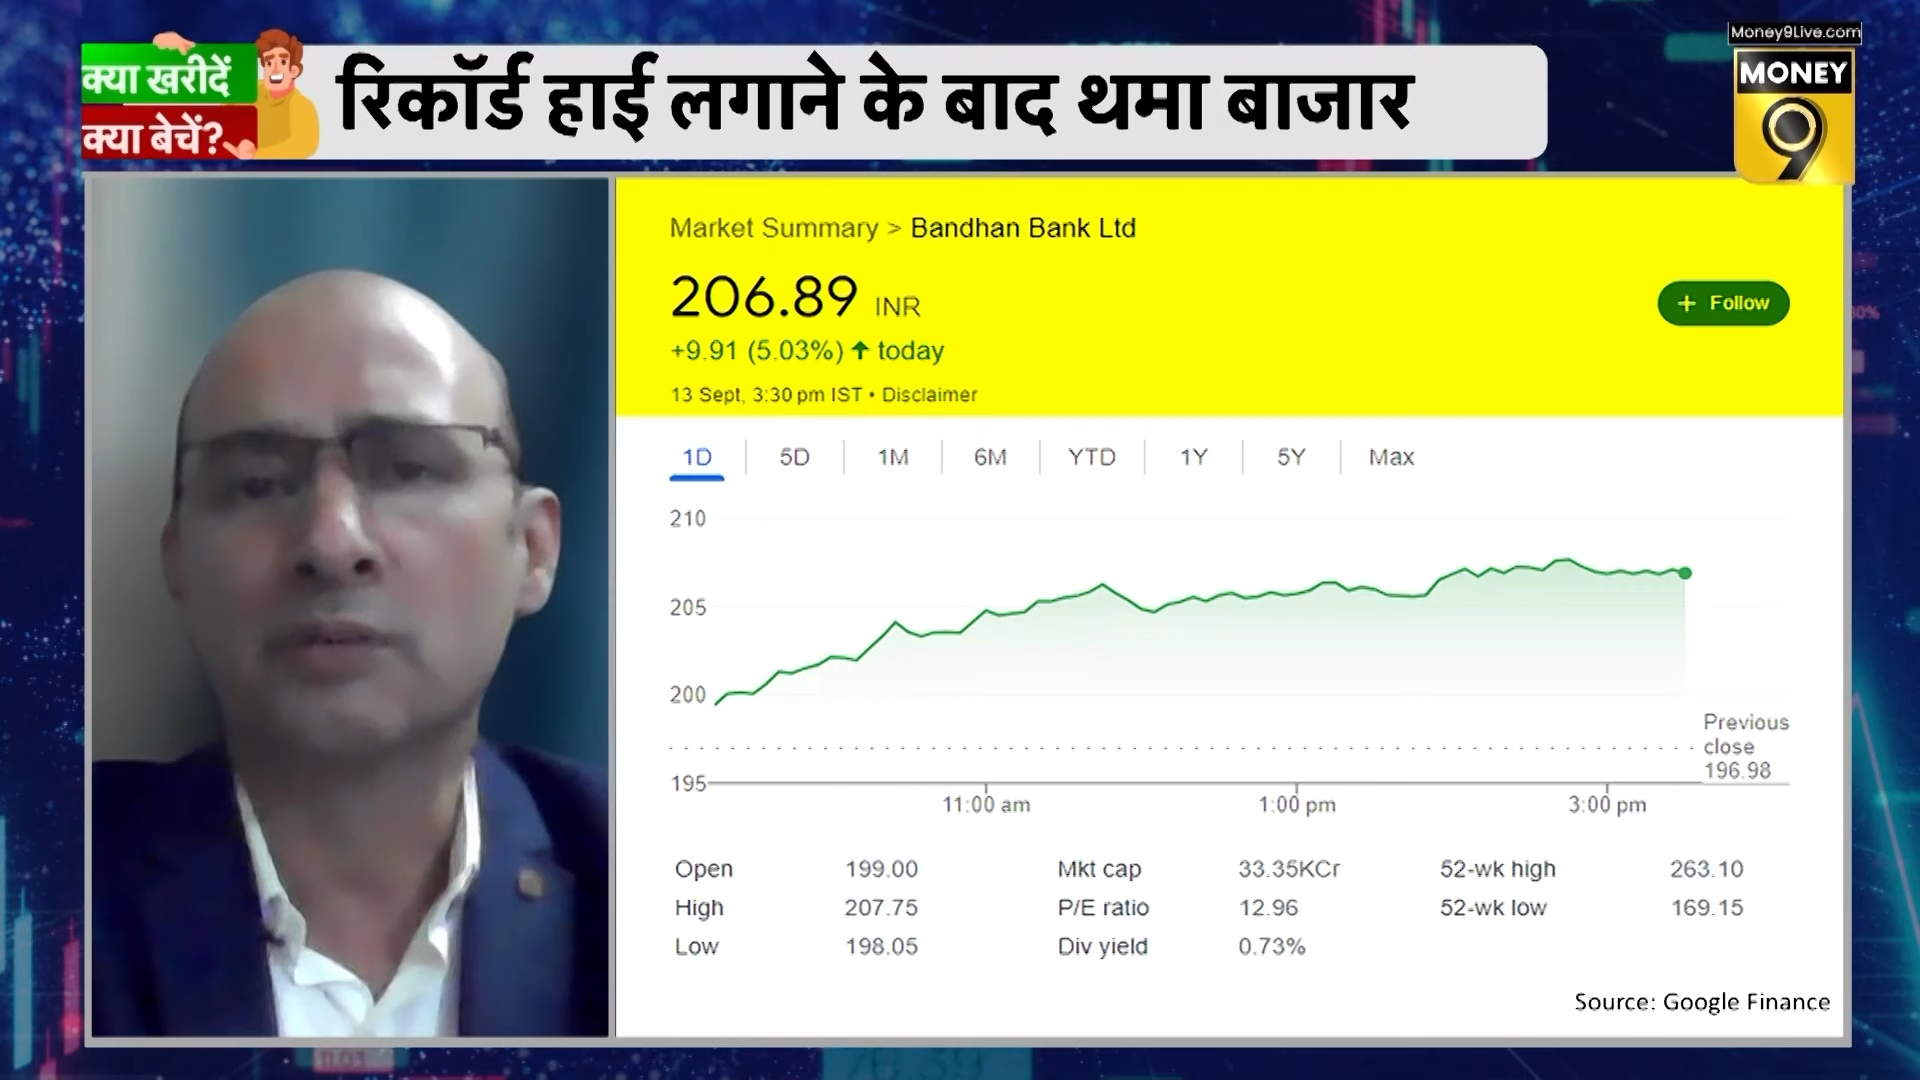 Money9Live.com
MONEY
9
क्या खरीदें
क्या बेचें?
रिकॉर्ड हाई लगाने के बाद थमा बाजार
Market Summary > Bandhan Bank Ltd
206.89 INR
+9.91 (5.03%) ↑ today
13 Sept, 3:30 pm IST • Disclaimer
+ Follow
1D 5D 1M 6M YTD 1Y 5Y Max
210
205
200
195
Previous
close
196.98
11:00 am 1:00 pm 3:00 pm
Open 199.00 Mkt cap 33.35KCr 52-wk high 263.10
High 207.75 P/E ratio 12.96 52-wk low 169.15
Low 198.05 Div yield 0.73%
Source: Google Finance
11.03